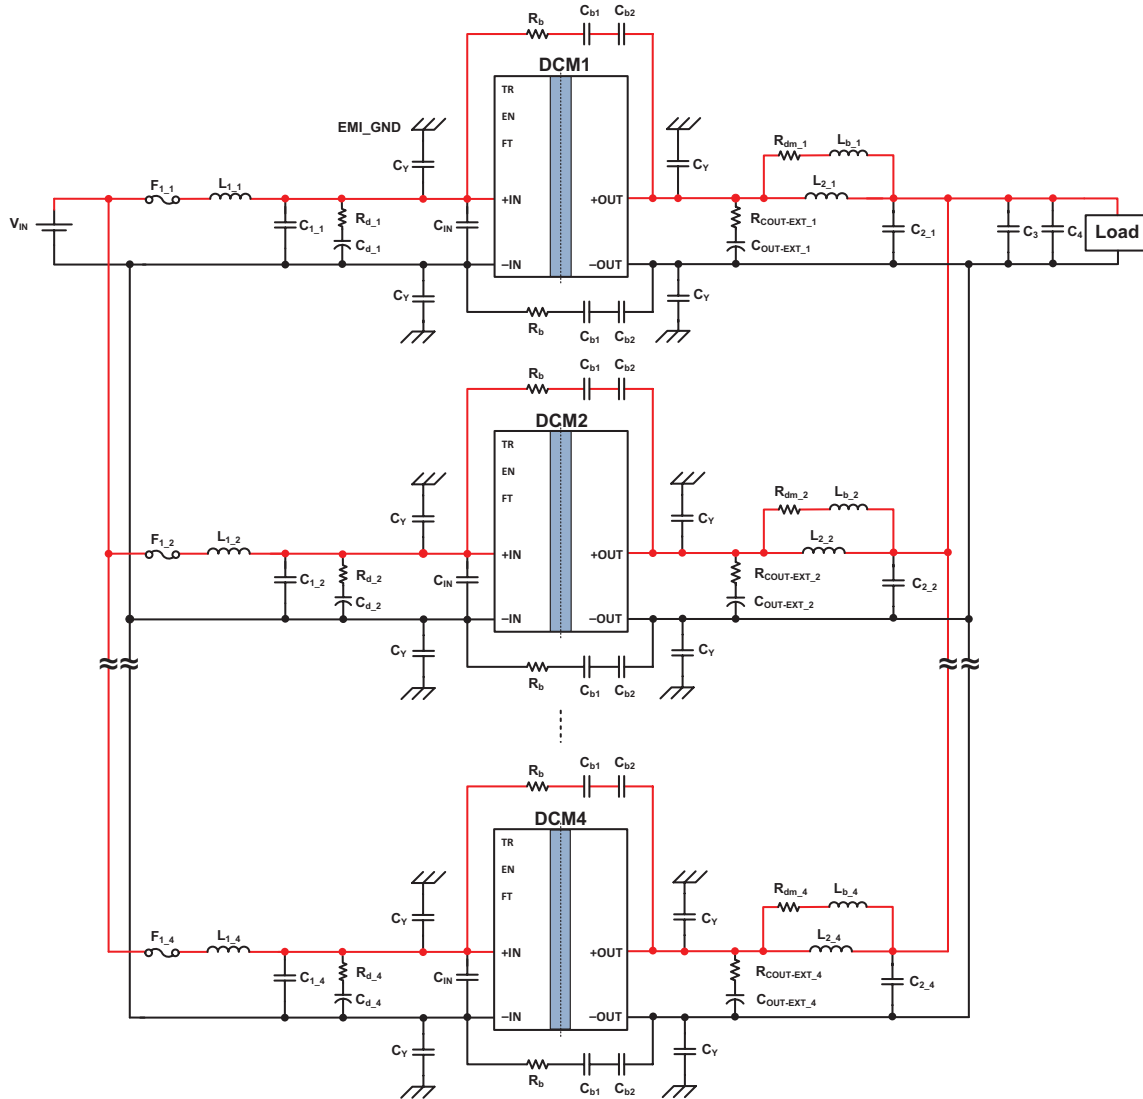 Rb Cb1 Cb2
DCM1
TR
EN
FT
EMI_GND
CY
CY
Rdm_1 Lb_1
F1_1 L1_1
L2_1
VIN
+IN
+OUT
C1_1 Rd_1 Cd_1
CIN
RCOUT-EXT_1
COUT-EXT_1
C2_1
C3 C4
Load
–IN
–OUT
CY
CY
Rb Cb1 Cb2
Rb Cb1 Cb2
DCM2
TR
EN
FT
CY
CY
Rdm_2 Lb_2
F1_2 L1_2
L2_2
+IN
+OUT
C1_2 Rd_2 Cd_2
CIN
RCOUT-EXT_2
COUT-EXT_2
C2_2
–IN
–OUT
CY
CY
Rb Cb1 Cb2
Rb Cb1 Cb2
DCM4
TR
EN
FT
CY
CY
Rdm_4 Lb_4
F1_4 L1_4
L2_4
+IN
+OUT
C1_4 Rd_4 Cd_4
CIN
RCOUT-EXT_4
COUT-EXT_4
C2_4
–IN
–OUT
CY
CY
Rb Cb1 Cb2